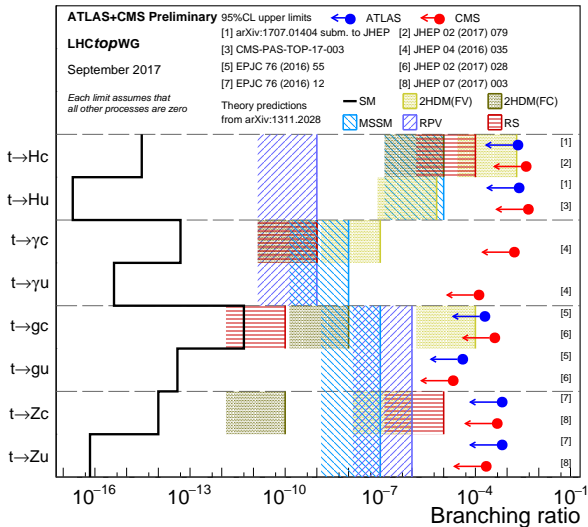 ATLAS+CMS Preliminary
LHCtopWG
September 2017
95%CL upper limits ATLAS CMS
[1] arXiv:1707.01404 subm. to JHEP [2] JHEP 02 (2017) 079
[3] CMS-PAS-TOP-17-003 [4] JHEP 04 (2016) 035
[5] EPJC 76 (2016) 55 [6] JHEP 02 (2017) 028
[7] EPJC 76 (2016) 12 [8] JHEP 07 (2017) 003
Each limit assumes that
all other processes are zero
Theory predictions
from arXiv:1311.2028
SM 2HDM(FV) 2HDM(FC)
MSSM RPV RS
t→Hc [1]
[2]
t→Hu [1]
[3]
t→γc [4]
t→γu [4]
t→gc [5]
[6]
t→gu [5]
[6]
t→Zc [7]
[8]
t→Zu [7]
[8]
10⁻¹⁶ 10⁻¹³ 10⁻¹⁰ 10⁻⁷ 10⁻⁴ 10⁻¹
Branching ratio